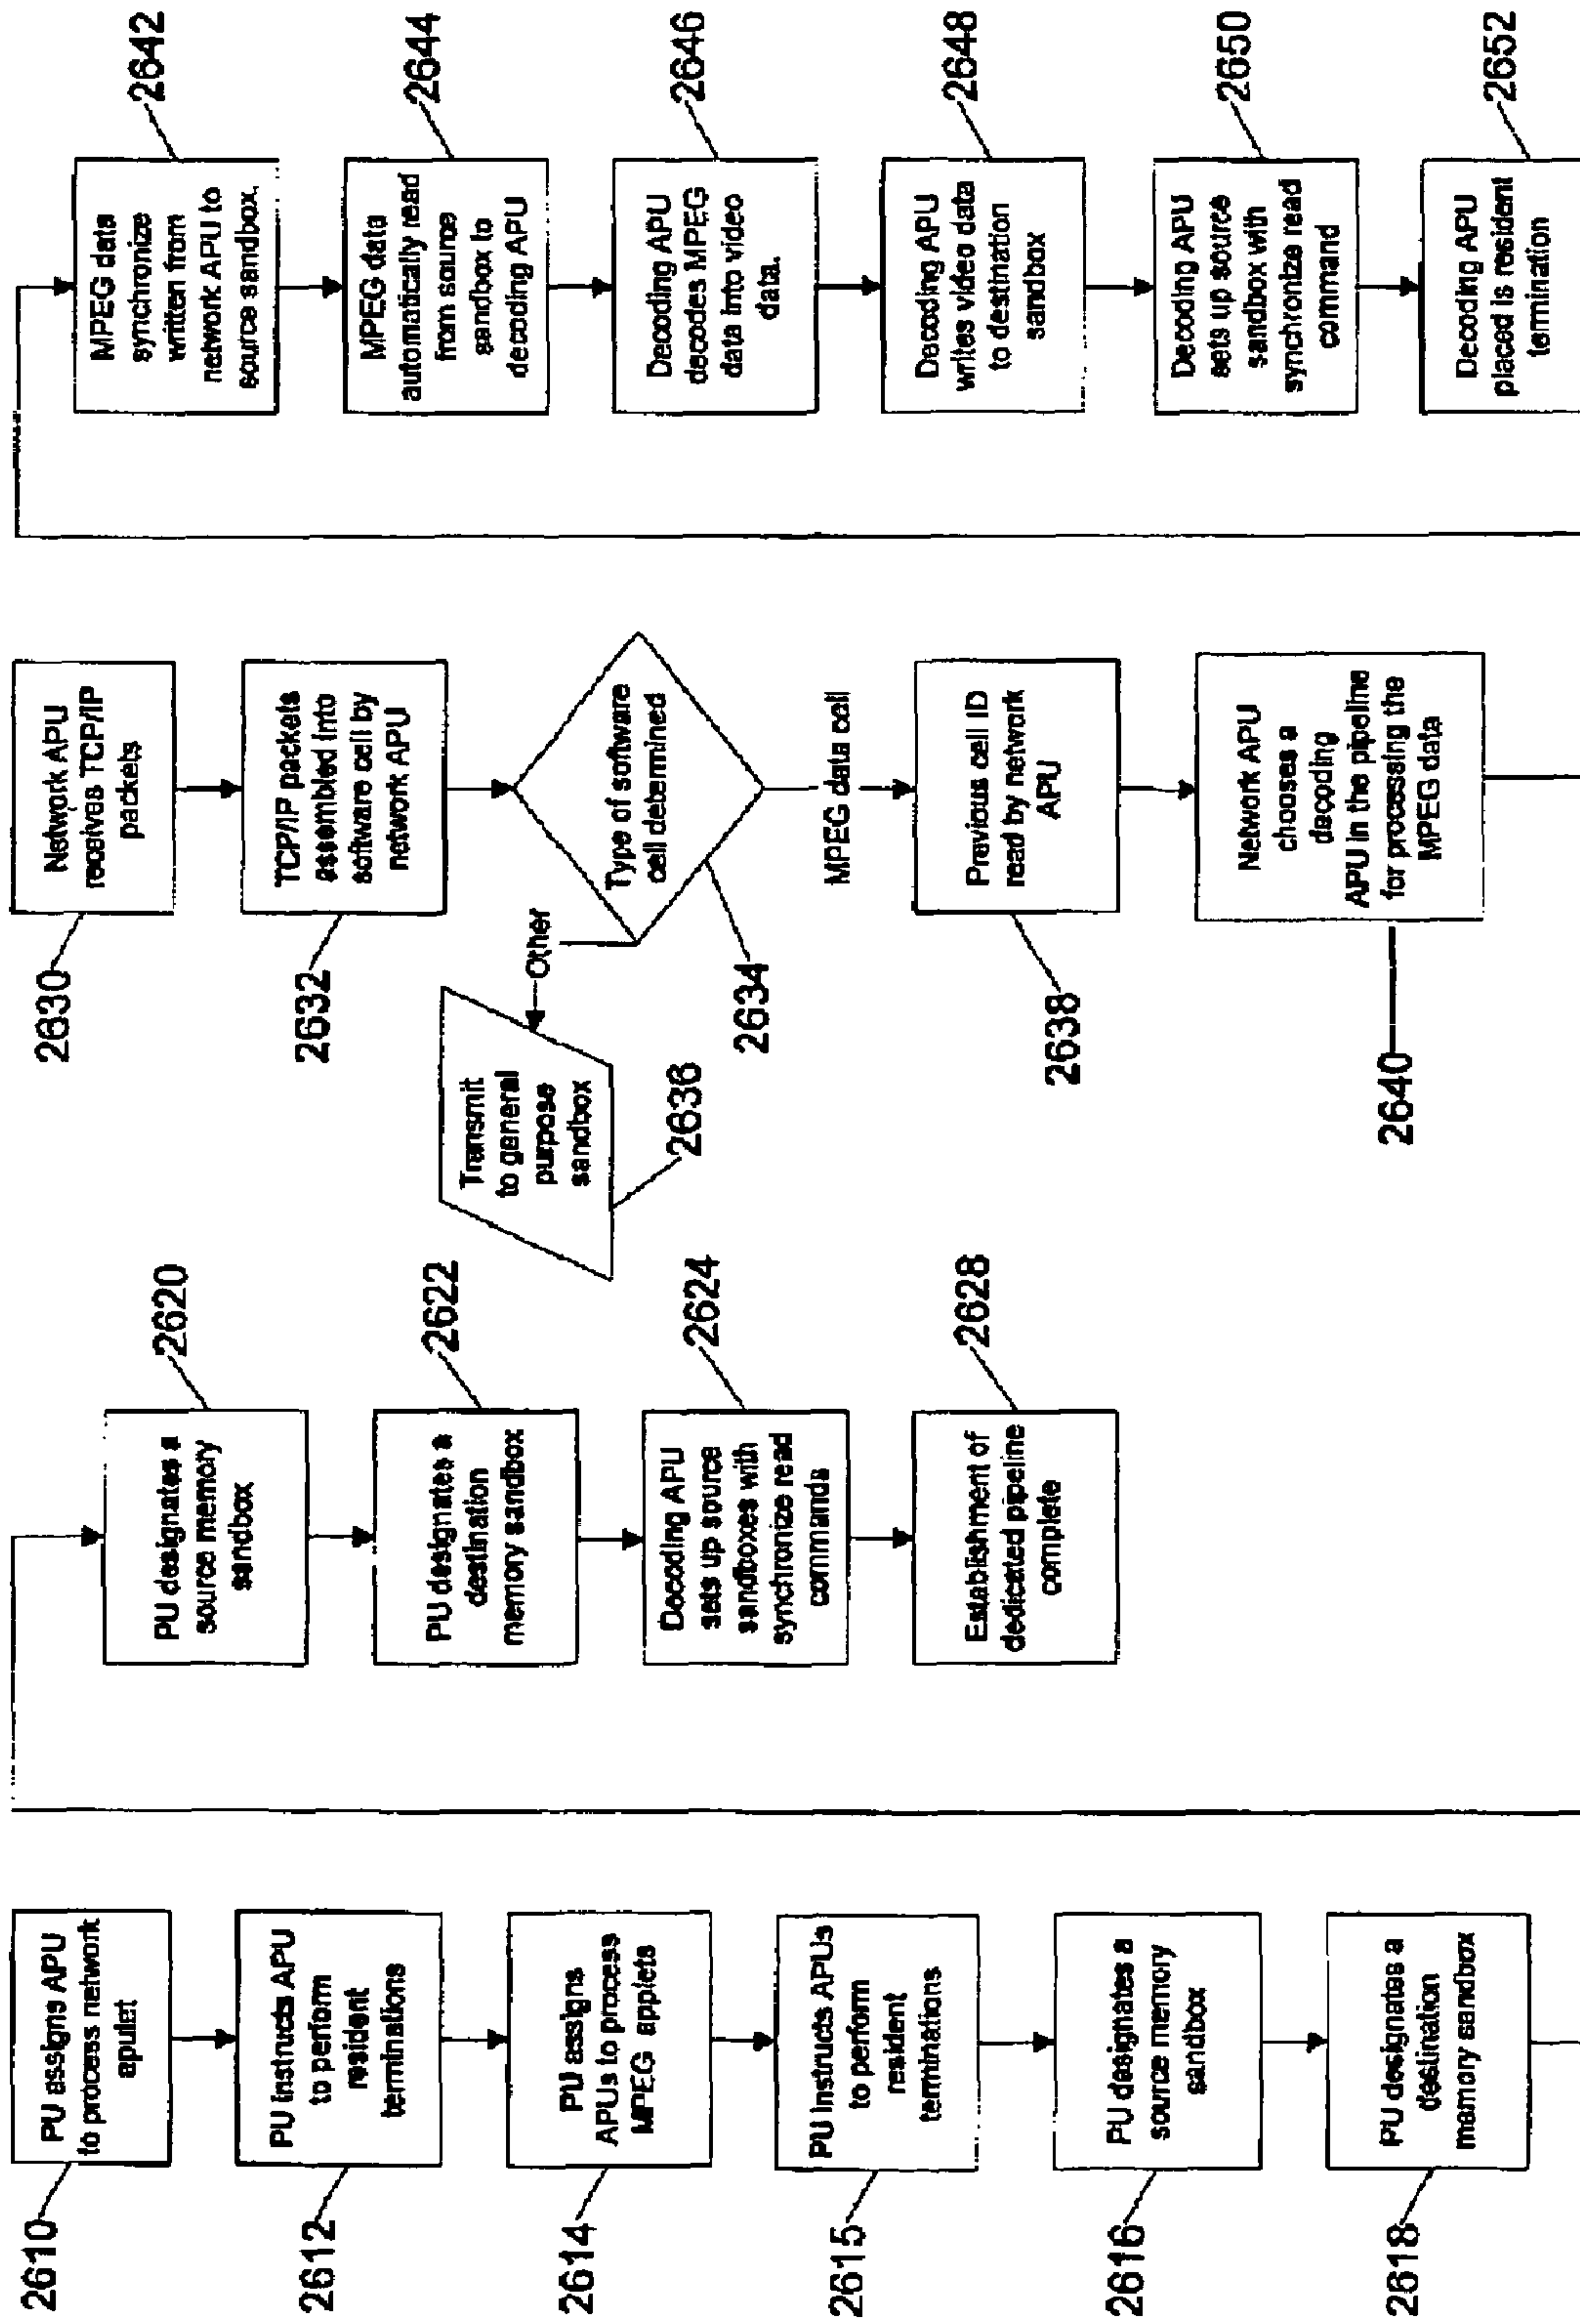 2610
PU assigns APU
to process network
apulet
2612
PU instructs APU
to perform
resident
terminations
2614
PU assigns
APUs to process
MPEG applets
2615
PU instructs APUs
to perform
resident
terminations
2616
PU designates a
source memory
sandbox
2618
PU designates a
destination
memory sandbox
2620
PU designates a
source memory
sandbox
2622
PU designates a
destination
memory sandbox
2624
Decoding APU
sets up source
sandboxes with
synchronize read
commands
2628
Establishment of
dedicated pipeline
complete
2630
Network APU
receives TCP/IP
packets
2632
TCP/IP packets
assembled into
software cell by
network APU
2634
Type of software
cell determined
Other
2636
Transmit
to general
purpose
sandbox
MPEG data cell
2638
Previous cell ID
read by network
APU
2640
Network APU
chooses a
decoding
APU in the pipeline
for processing the
MPEG data
2642
MPEG data
synchronize
written from
network APU to
source sandbox.
2644
MPEG data
automatically read
from source
sandbox to
decoding APU
2646
Decoding APU
decodes MPEG
data into video
data.
2648
Decoding APU
writes video data
to destination
sandbox
2650
Decoding APU
sets up source
sandbox with
synchronize read
command
2652
Decoding APU
placed is resident
termination